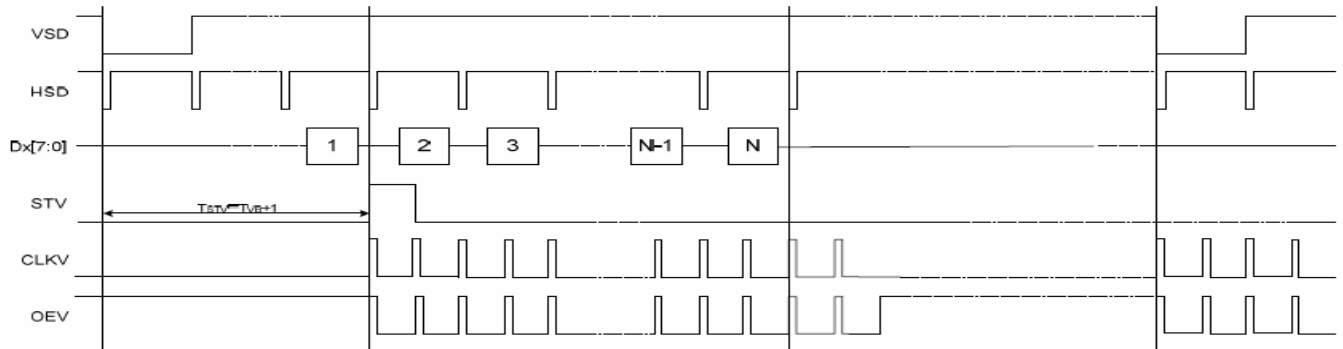 VSD
HSD
Dx[7:0]
1
2
3
N-1
N
STV
TSTV=TVB+1
CLKV
OEV